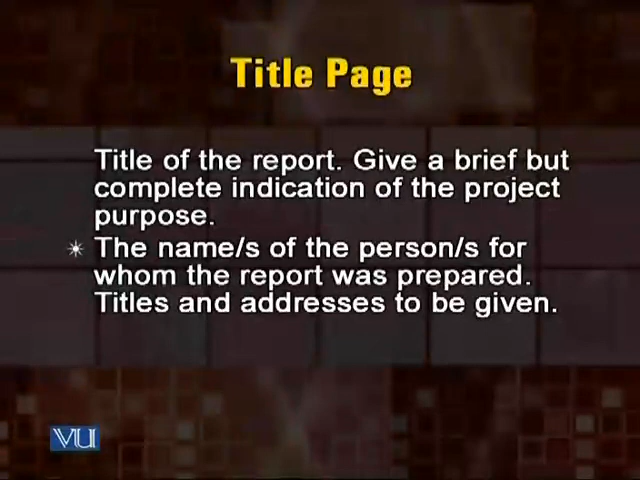 Title Page
Title of the report. Give a brief but
complete indication of the project
purpose.
The name/s of the person/s for
whom the report was prepared.
Titles and addresses to be given.
VU